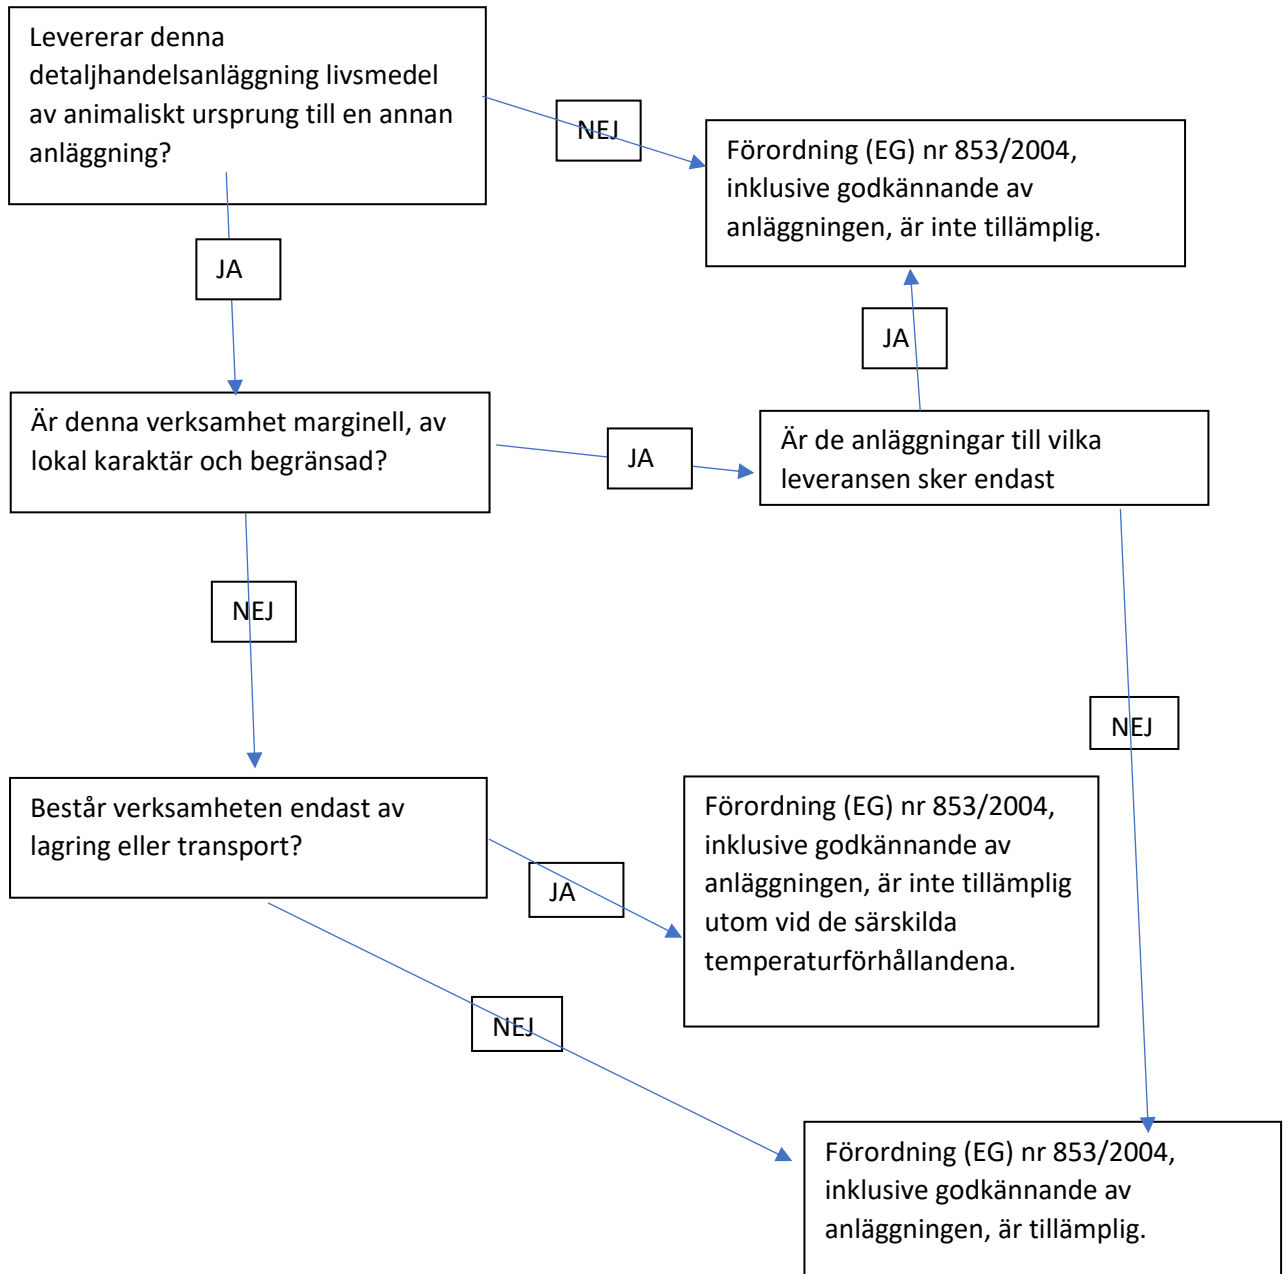 Levererar denna
detaljhandelsanläggning livsmedel
av animaliskt ursprung till en annan
anläggning?
NEJ
Förordning (EG) nr 853/2004,
inklusive godkännande av
anläggningen, är inte tillämplig.
JA
JA
Är denna verksamhet marginell, av
lokal karaktär och begränsad?
JA
Är de anläggningar till vilka
leveransen sker endast
NEJ
NEJ
Består verksamheten endast av
lagring eller transport?
JA
Förordning (EG) nr 853/2004,
inklusive godkännande av
anläggningen, är inte tillämplig
utom vid de särskilda
temperaturförhållandena.
NEJ
Förordning (EG) nr 853/2004,
inklusive godkännande av
anläggningen, är tillämplig.